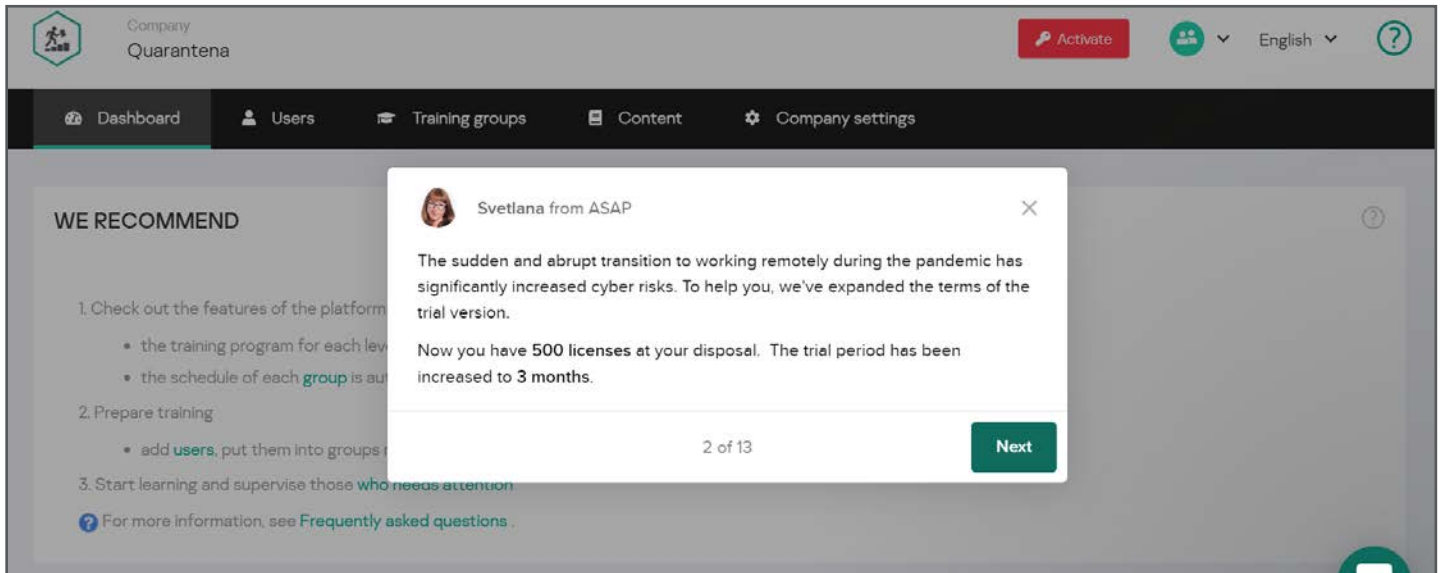 Company
Quarantena
Activate
English
?
Dashboard
Users
Training groups
Content
Company settings
WE RECOMMEND
?
1. Check out the features of the platform
• the training program for each
• the schedule of each group is
2. Prepare training
• add users, put them into groups
3. Start learning and supervise those who needs attention
? For more information, see Frequently asked questions .
Svetlana from ASAP
The sudden and abrupt transition to working remotely during the pandemic has
significantly increased cyber risks. To help you, we've expanded the terms of the
trial version.
Now you have 500 licenses at your disposal. The trial period has been
increased to 3 months.
2 of 13
Next